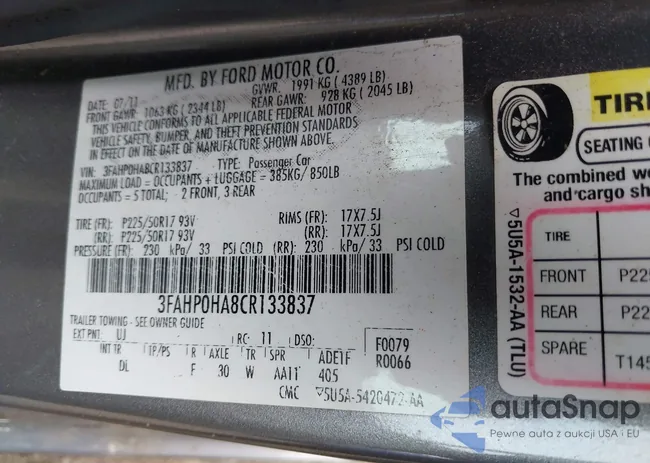 MFD. BY FORD MOTOR CO.
DATE: 07/11 GVWR: 1991 KG ( 4389 LB)
FRONT GAWR: 1063 KG ( 2344 LB) REAR GAWR: 928 KG ( 2045 LB)
THIS VEHICLE CONFORMS TO ALL APPLICABLE FEDERAL MOTOR
VEHICLE SAFETY, BUMPER, AND THEFT PREVENTION STANDARDS
IN EFFECT ON THE DATE OF MANUFACTURE SHOWN ABOVE.
VIN: 3FAHP0HA8CR133837 TYPE: Passenger Car
MAXIMUM LOAD = OCCUPANTS + LUGGAGE = 385KG/ 850LB
OCCUPANTS = 5 TOTAL; 2 FRONT, 3 REAR
TIRE (FR): P225/50R17 93V RIMS (FR): 17X7.5J
(RR): P225/50R17 93V (RR): 17X7.5J
PRESSURE (FR): 230 kPa/ 33 PSI COLD (RR): 230 kPa/ 33 PSI COLD
3FAHP0HA8CR133837
TRAILER TOWING - SEE OWNER GUIDE
EXT PNT: UJ RC: 11 DSO: F0079
R0066
INT TR TP/PS R AXLE TR SPR ADE1F
DL F 30 W AA11 405
CMC ▽5U5A-5420472-AA
▽5U5A-1532-AA (TLU)
TIRE
SEATING
The combined
and cargo
TIRE
FRONT P225
REAR
SPARE T145
autaSnap
Pewne auto z aukcji USA i EU